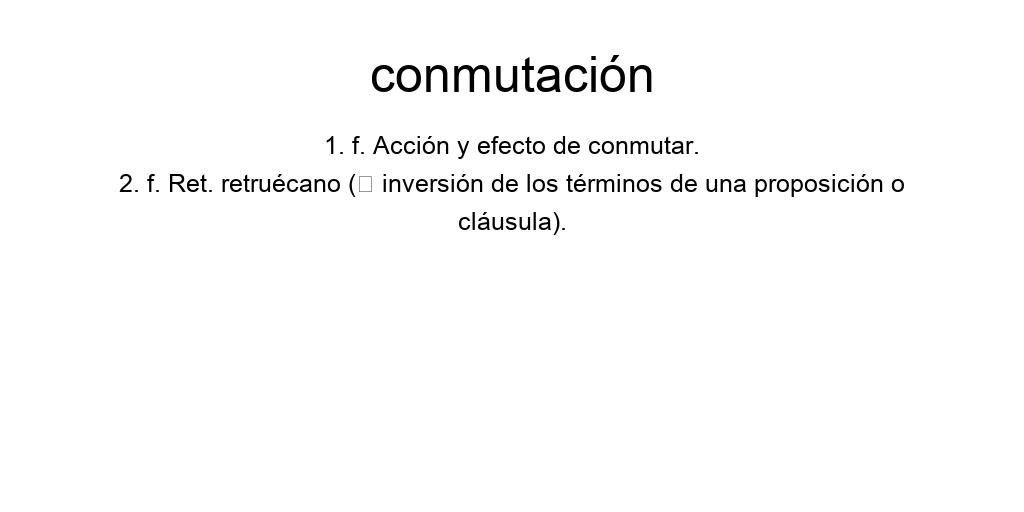 conmutación
1. f. Acción y efecto de conmutar.
2. f. Ret. retruécano (□ inversión de los términos de una proposición o
cláusula).